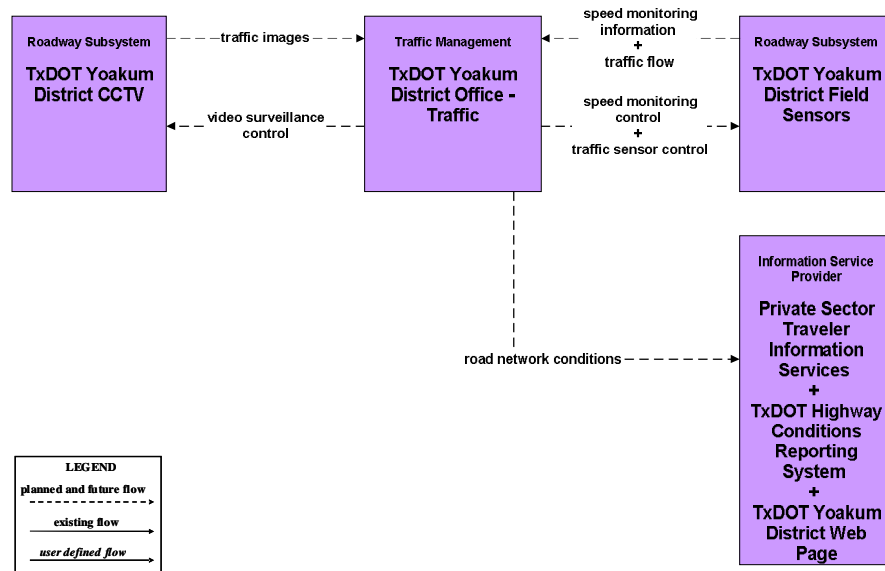 Roadway Subsystem
TxDOT Yoakum
District CCTV
traffic images
video surveillance
control
Traffic Management
TxDOT Yoakum
District Office -
Traffic
speed monitoring
information
+
traffic flow
speed monitoring
control
+
traffic sensor control
Roadway Subsystem
TxDOT Yoakum
District Field
Sensors
road network conditions
Information Service
Provider
Private Sector
Traveler
Information
Services
+
TxDOT Highway
Conditions
Reporting
System
+
TxDOT Yoakum
District Web
Page
LEGEND
planned and future flow
existing flow
user defined flow